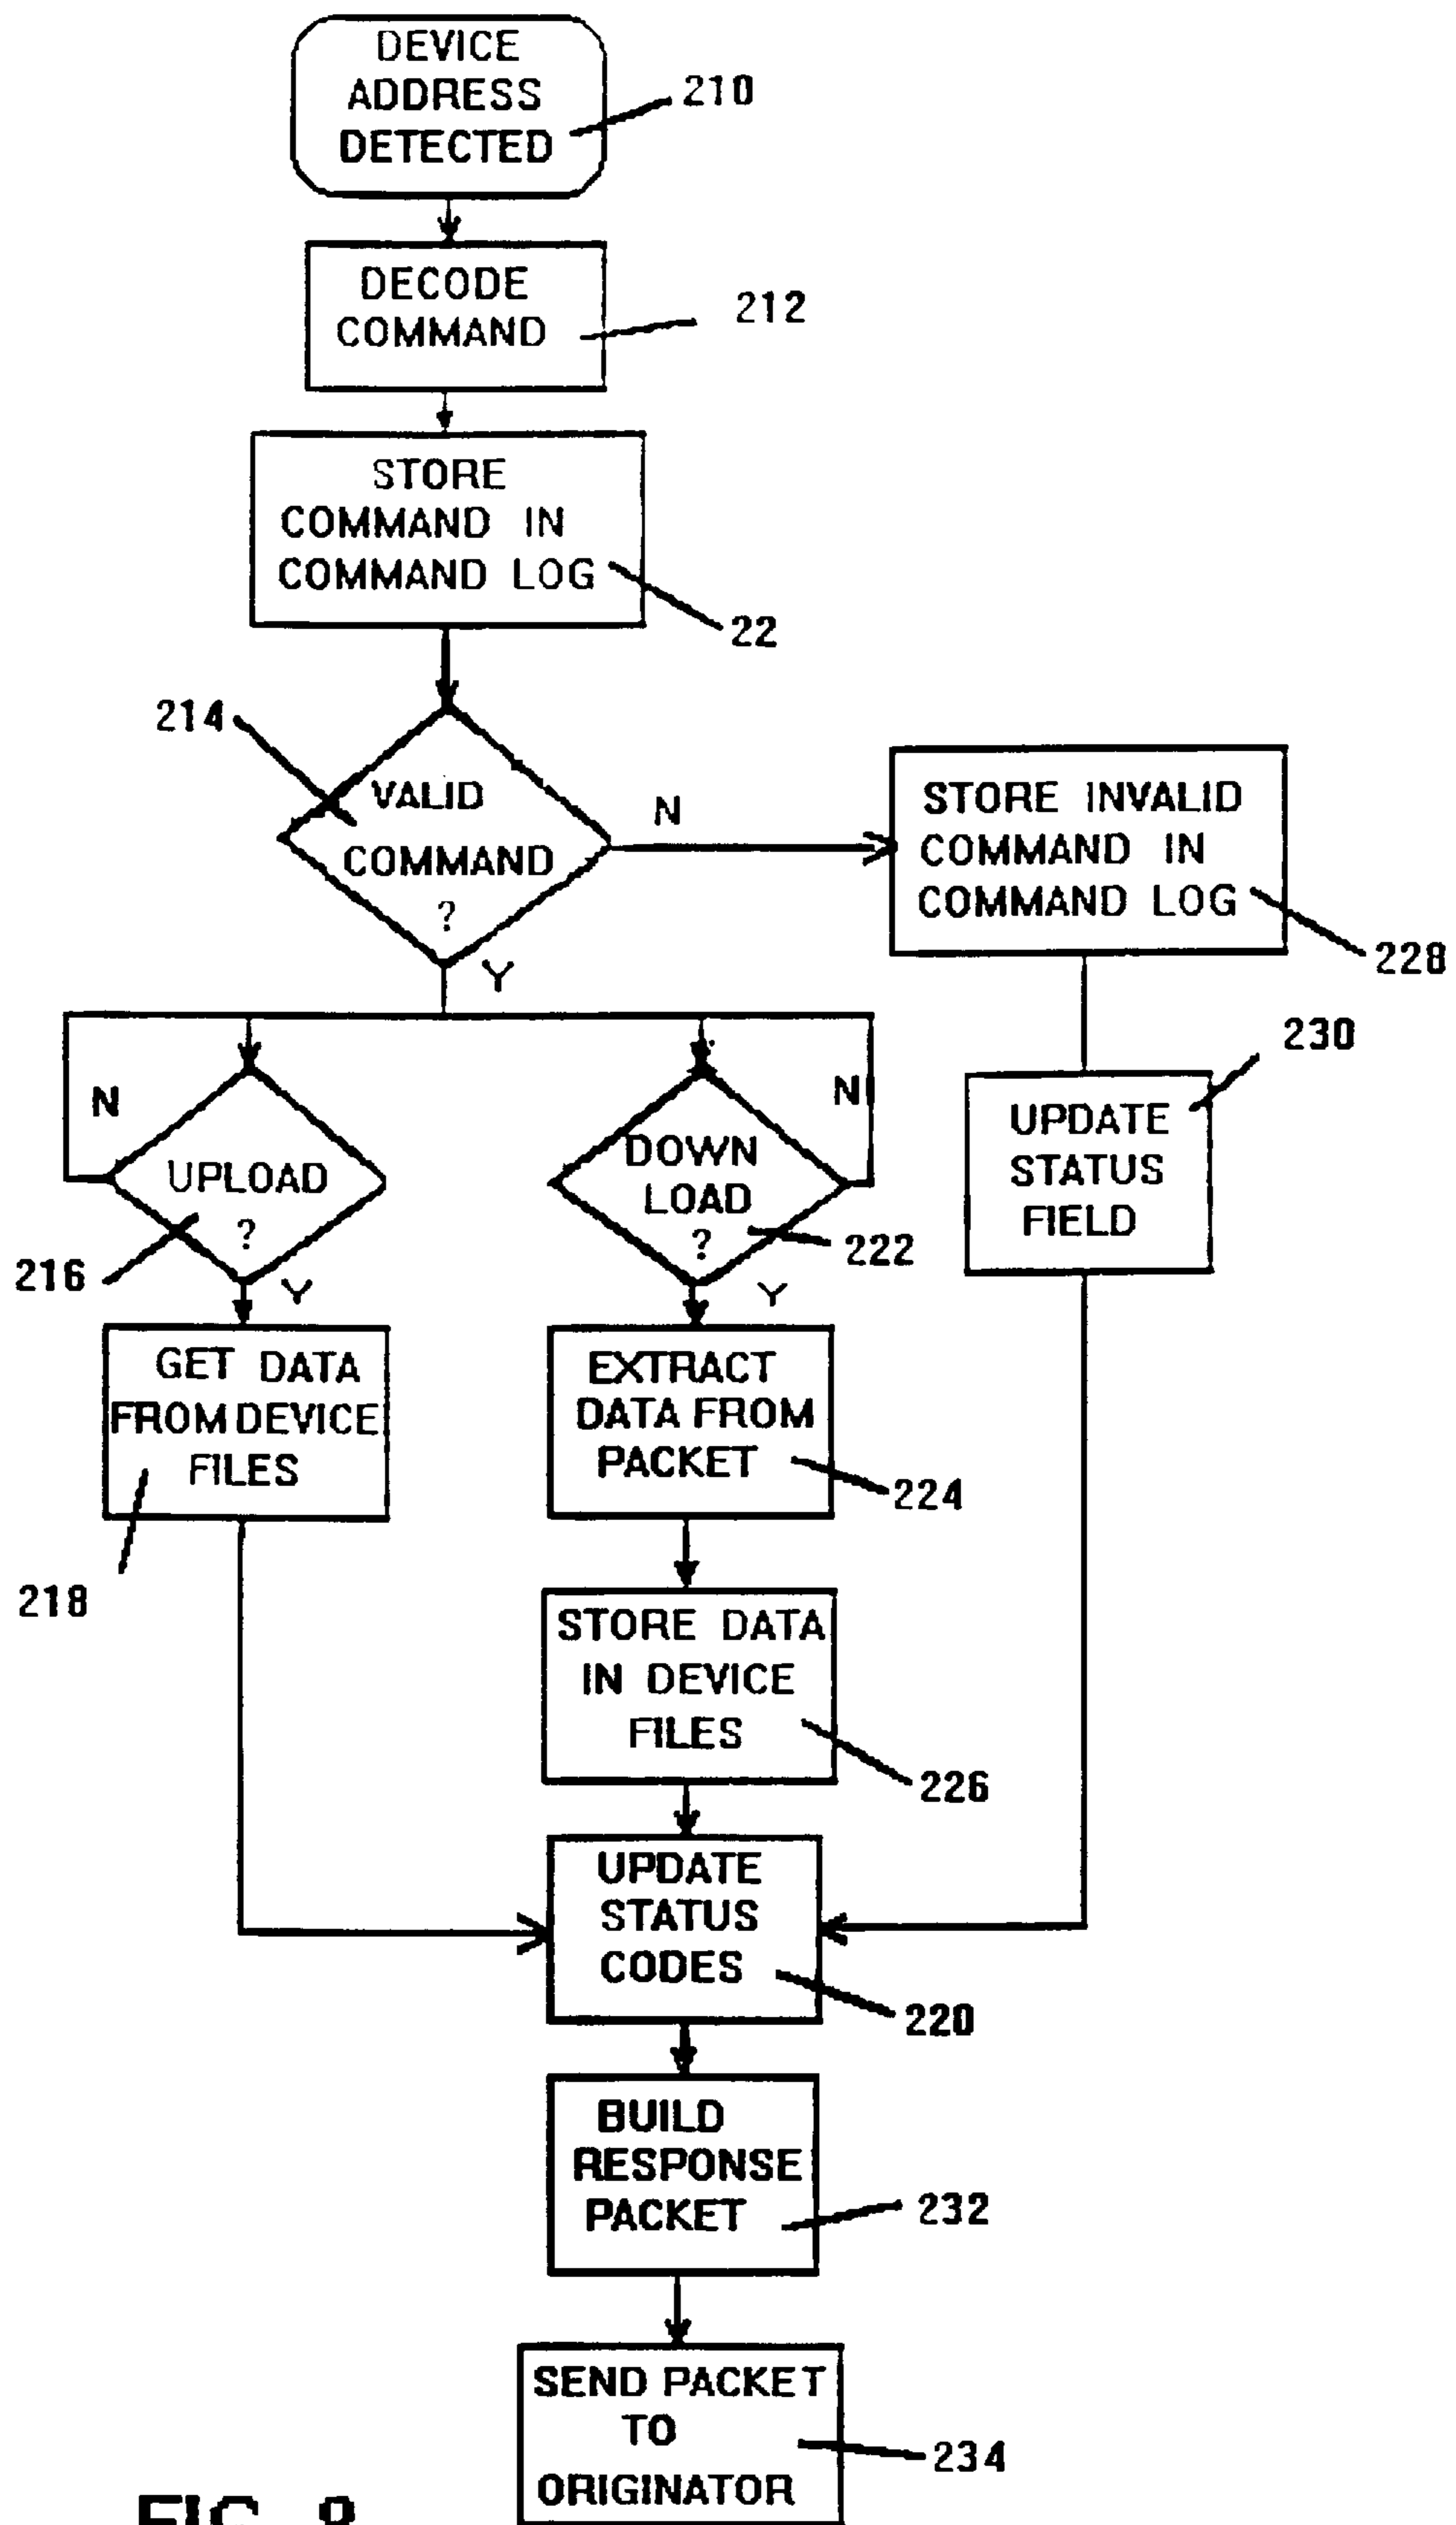 DEVICE
ADDRESS
DETECTED
210
DECODE
COMMAND
212
STORE
COMMAND IN
COMMAND LOG
22
214
VALID
COMMAND
?
N
Y
STORE INVALID
COMMAND IN
COMMAND LOG
228
230
UPDATE
STATUS
FIELD
N
UPLOAD
?
216
Y
N
DOWN
LOAD
?
222
Y
GET DATA
FROM DEVICE
FILES
218
EXTRACT
DATA FROM
PACKET
224
STORE DATA
IN DEVICE
FILES
226
UPDATE
STATUS
CODES
220
BUILD
RESPONSE
PACKET
232
SEND PACKET
TO
ORIGINATOR
234
FIG.